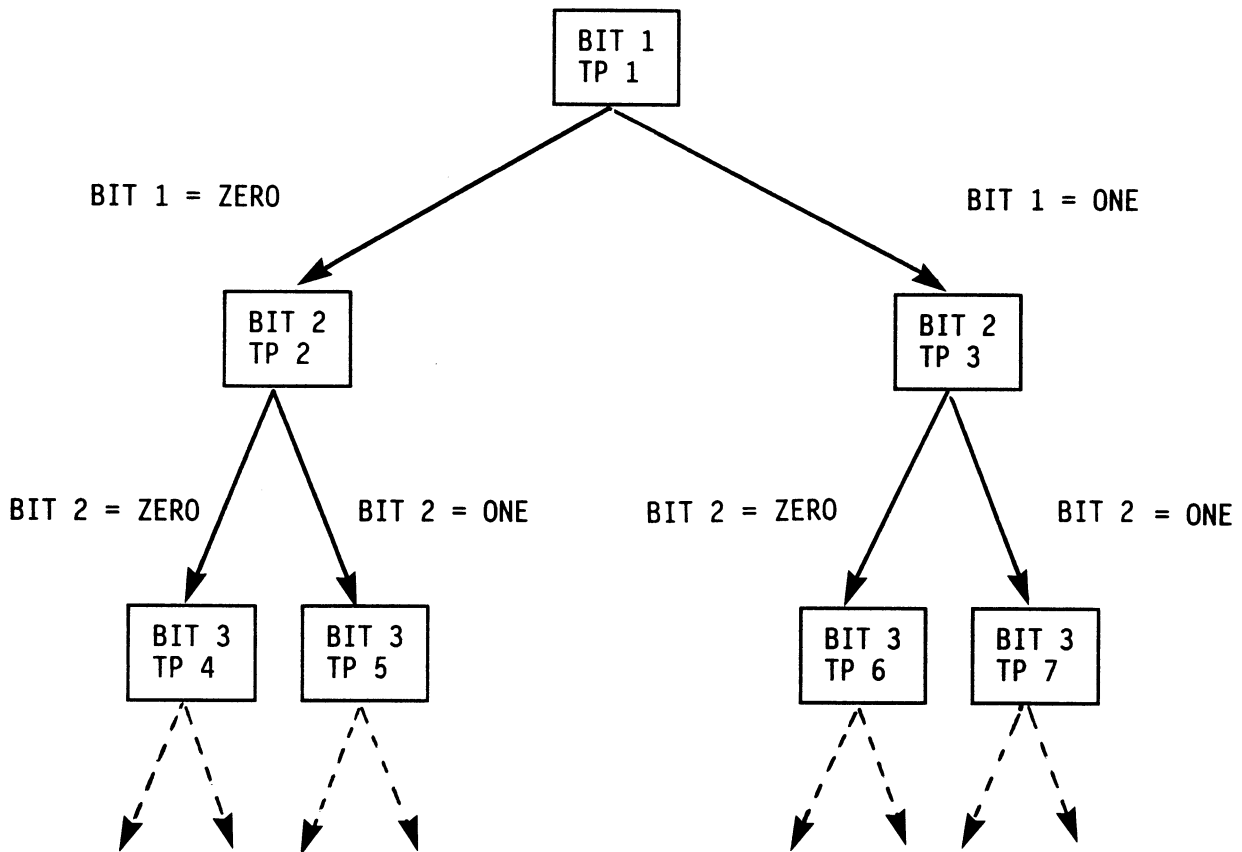 BIT 1
TP 1
BIT 1 = ZERO
BIT 1 = ONE
BIT 2
TP 2
BIT 2
TP 3
BIT 2 = ZERO
BIT 2 = ONE
BIT 2 = ZERO
BIT 2 = ONE
BIT 3
TP 4
BIT 3
TP 5
BIT 3
TP 6
BIT 3
TP 7